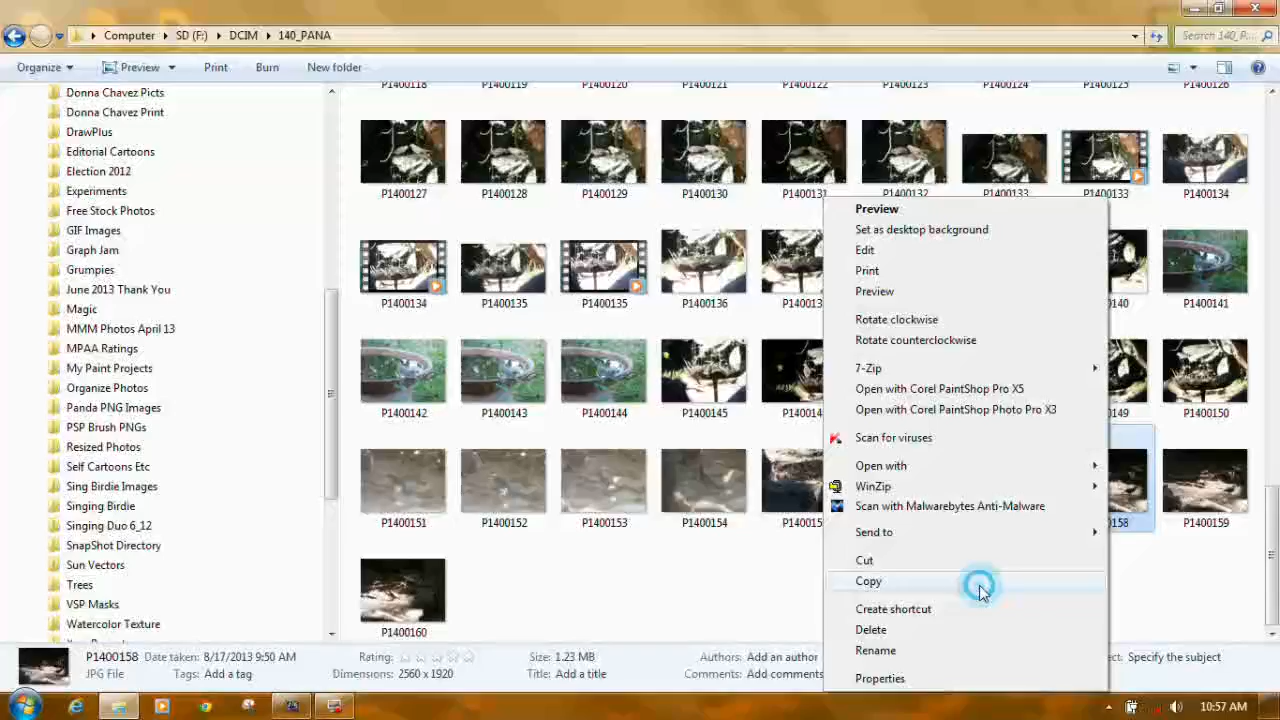 Computer SD (F:) DCIM 140_PANA Search 140_P...
Organize Preview Print Burn New folder
Donna Chavez Picts
Donna Chavez Print
DrawPlus
Editorial Cartoons
Election 2012
Experiments
Free Stock Photos
GIF Images
Graph Jam
Grumpies
June 2013 Thank You
Magic
MMM Photos April 13
MPAA Ratings
My Paint Projects
Organize Photos
Panda PNG Images
PSP Brush PNGs
Resized Photos
Self Cartoons Etc
Sing Birdie Images
Singing Birdie
Singing Duo 6_12
SnapShot Directory
Sun Vectors
Trees
VSP Masks
Watercolor Texture
P1400118 P1400119 P1400120 P1400121 P1400122 P1400123 P1400124 P1400125 P1400126
P1400127 P1400128 P1400129 P1400130 P1400131 P1400132 P1400133 P1400133 P1400134
P1400134 P1400135 P1400135 P1400136 P140013 0140 P1400141
P1400142 P1400143 P1400144 P1400145 P140014 0149 P1400150
P1400151 P1400152 P1400153 P1400154 P140015 0158 P1400159
P1400160
Preview
Set as desktop background
Edit
Print
Preview
Rotate clockwise
Rotate counterclockwise
7-Zip
Open with Corel PaintShop Pro X5
Open with Corel PaintShop Photo Pro X3
Scan for viruses
Open with
WinZip
Scan with Malwarebytes Anti-Malware
Send to
Cut
Copy
Create shortcut
Delete
Rename
Properties
P1400158 Date taken: 8/17/2013 9:50 AM Rating: Size: 1.23 MB Authors: Add an author : Specify the subject
JPG File Tags: Add a tag Dimensions: 2560 x 1920 Title: Add a title Comments: Add comments
10:57 AM